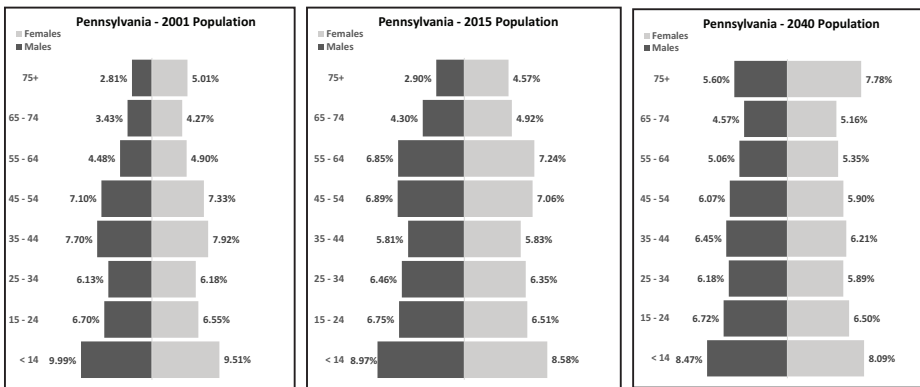 Pennsylvania - 2001 Population
Females
Males
75+ 2.81% 5.01%
65 - 74 3.43% 4.27%
55 - 64 4.48% 4.90%
45 - 54 7.10% 7.33%
35 - 44 7.70% 7.92%
25 - 34 6.13% 6.18%
15 - 24 6.70% 6.55%
< 14 9.99% 9.51%
Pennsylvania - 2015 Population
Females
Males
75+ 2.90% 4.57%
65 - 74 4.30% 4.92%
55 - 64 6.85% 7.24%
45 - 54 6.89% 7.06%
35 - 44 5.81% 5.83%
25 - 34 6.46% 6.35%
15 - 24 6.75% 6.51%
< 14 8.97% 8.58%
Pennsylvania - 2040 Population
Females
Males
75+ 5.60% 7.78%
65 - 74 4.57% 5.16%
55 - 64 5.06% 5.35%
45 - 54 6.07% 5.90%
35 - 44 6.45% 6.21%
25 - 34 6.18% 5.89%
15 - 24 6.72% 6.50%
< 14 8.47% 8.09%